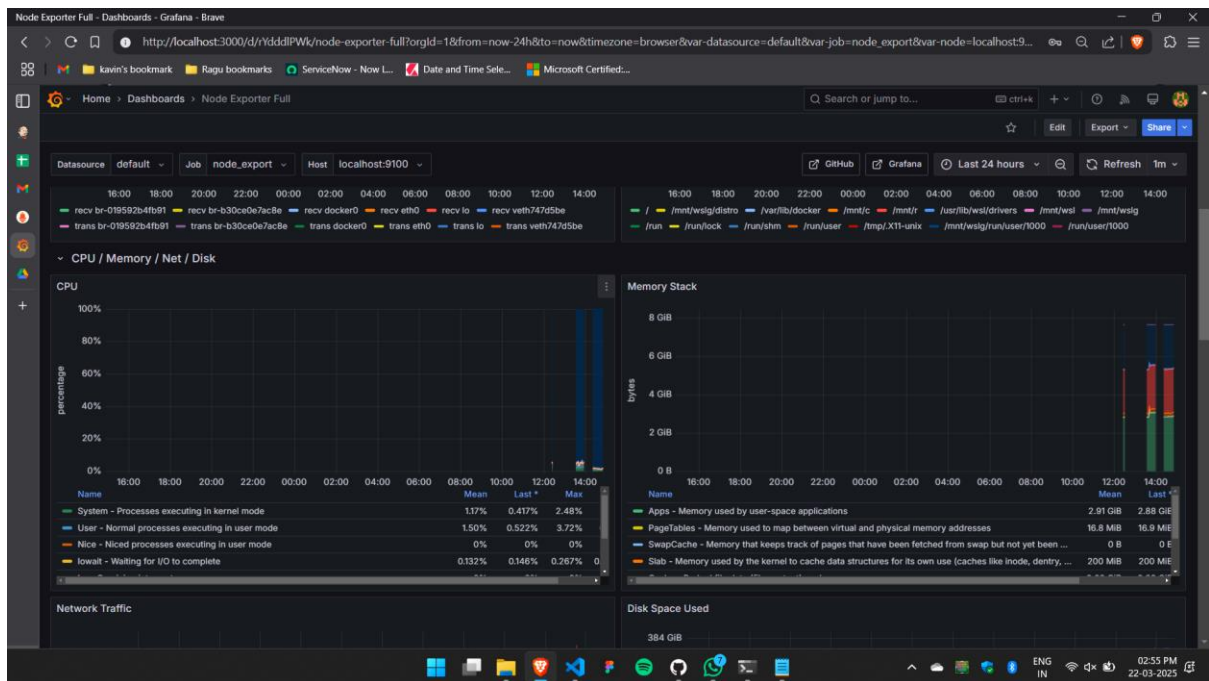 Node Exporter Full - Dashboards - Grafana - Brave
http://localhost:3000/d/rYdddlPWk/node-exporter-full?orgId=1&from=now-24h&to=now&timezone=browser&var-datasource=default&var-job=node_export&var-node=localhost:9...
kavin's bookmark Ragu bookmarks ServiceNow - Now L... Date and Time Sele... Microsoft Certified:...
Home › Dashboards › Node Exporter Full Search or jump to... ctrl+k
Edit Export Share
Datasource default Job node_export Host localhost:9100 GitHub Grafana Last 24 hours Refresh 1m
16:00 18:00 20:00 22:00 00:00 02:00 04:00 06:00 08:00 10:00 12:00 14:00
recv br-019592b4fb91 recv br-b30ce0e7ac8e recv docker0 recv eth0 recv lo recv veth747d5be
trans br-019592b4fb91 trans br-b30ce0e7ac8e trans docker0 trans eth0 trans lo trans veth747d5be
16:00 18:00 20:00 22:00 00:00 02:00 04:00 06:00 08:00 10:00 12:00 14:00
/ /mnt/wslg/distro /var/lib/docker /mnt/c /mnt/r /usr/lib/wsl/drivers /mnt/wsl /mnt/wslg
/run /run/lock /run/shm /run/user /tmp/.X11-unix /mnt/wslg/run/user/1000 /run/user/1000
CPU / Memory / Net / Disk
CPU
percentage
100%
80%
60%
40%
20%
0%
16:00 18:00 20:00 22:00 00:00 02:00 04:00 06:00 08:00 10:00 12:00 14:00
Name Mean Last * Max
System - Processes executing in kernel mode 1.17% 0.417% 2.48%
User - Normal processes executing in user mode 1.50% 0.522% 3.72%
Nice - Niced processes executing in user mode 0% 0% 0%
Iowait - Waiting for I/O to complete 0.132% 0.146% 0.267% 0
Memory Stack
bytes
8 GiB
6 GiB
4 GiB
2 GiB
0 B
16:00 18:00 20:00 22:00 00:00 02:00 04:00 06:00 08:00 10:00 12:00 14:00
Name Mean Last *
Apps - Memory used by user-space applications 2.91 GiB 2.88 GiB
PageTables - Memory used to map between virtual and physical memory addresses 16.8 MiB 16.9 MiB
SwapCache - Memory that keeps track of pages that have been fetched from swap but not yet been ... 0 B 0 B
Slab - Memory used by the kernel to cache data structures for its own use (caches like inode, dentry, ... 200 MiB 200 MiB
Network Traffic
Disk Space Used
384 GiB
7
ENG
IN
02:55 PM
22-03-2025